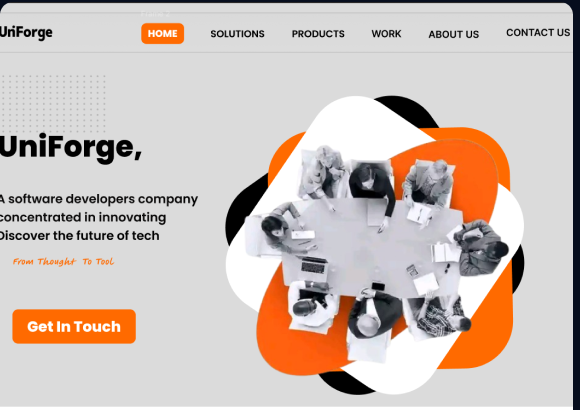 UniForge
HOME
SOLUTIONS
PRODUCTS
WORK
ABOUT US
CONTACT US
UniForge,
A software developers company
concentrated in innovating
Discover the future of tech
From Thought To Tool
Get In Touch